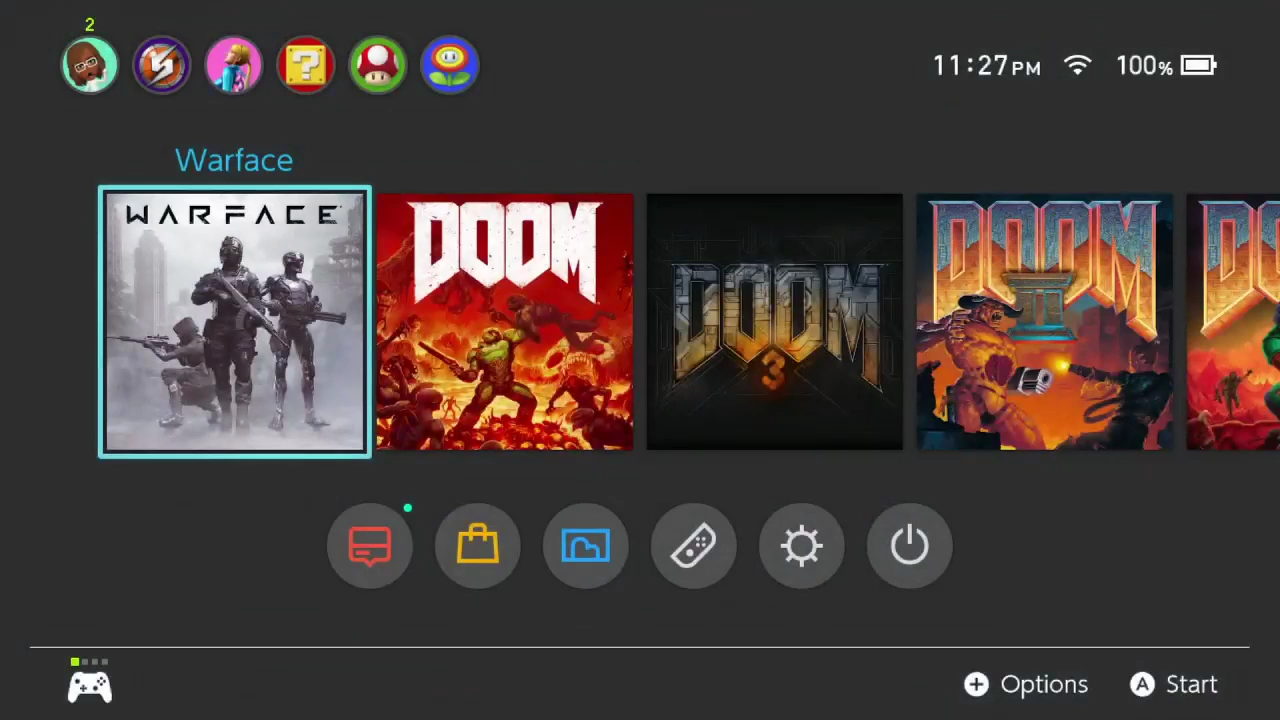 2
11:27PM 100%
Warface
WARFACE
DOOM
DOOM
3
DOOM
II
+ Options
A Start